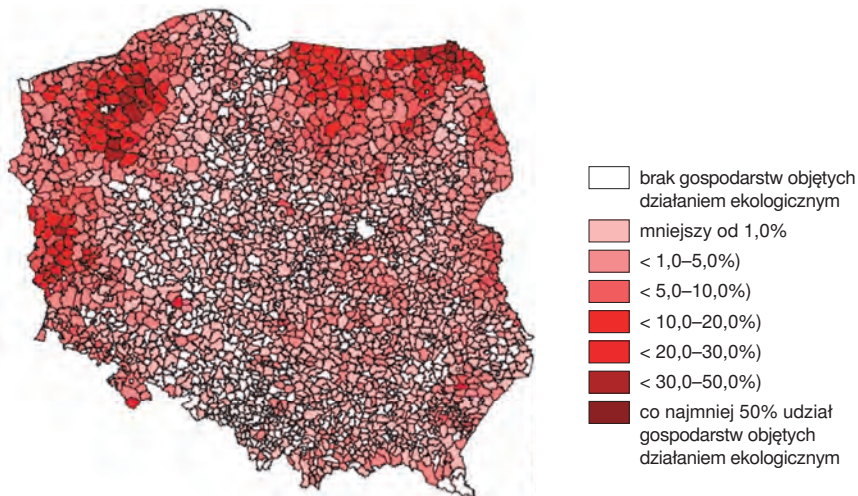 brak gospodarstw objętych
działaniem ekologicznym
mniejszy od 1,0%
< 1,0–5,0%)
< 5,0–10,0%)
< 10,0–20,0%)
< 20,0–30,0%)
< 30,0–50,0%)
co najmniej 50% udział
gospodarstw objętych
działaniem ekologicznym